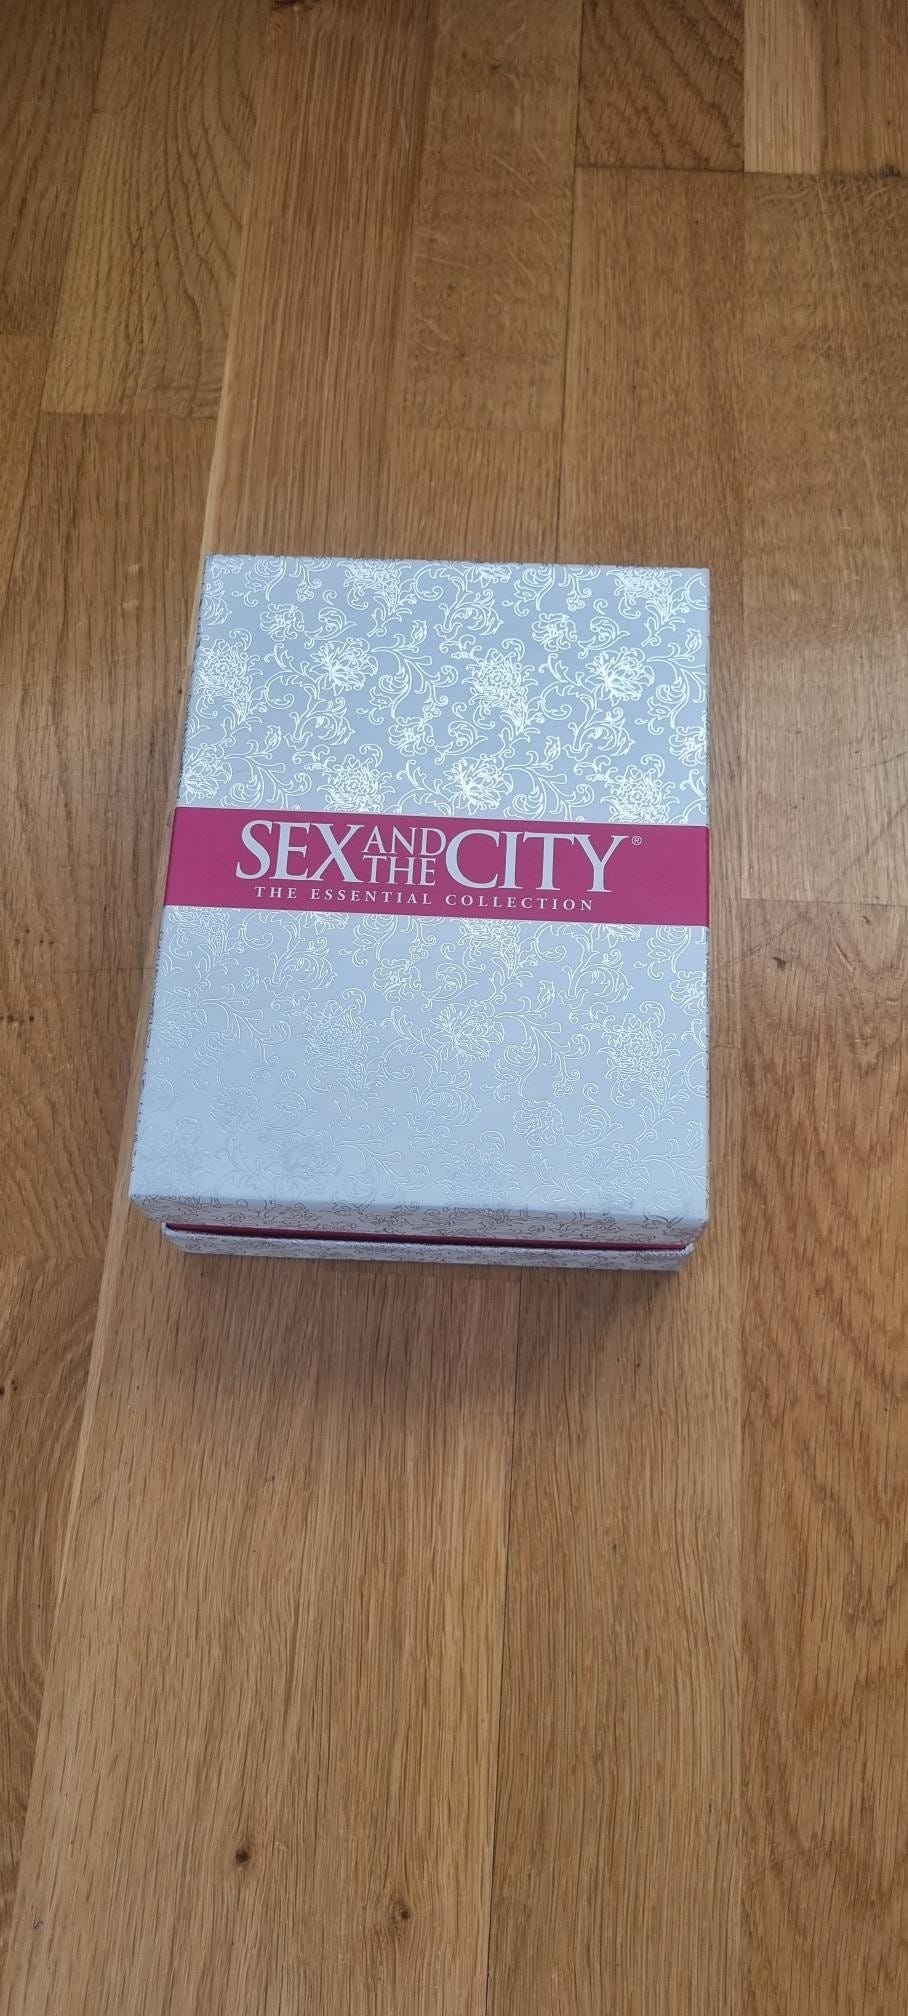 SEX AND THE CITY®
THE ESSENTIAL COLLECTION